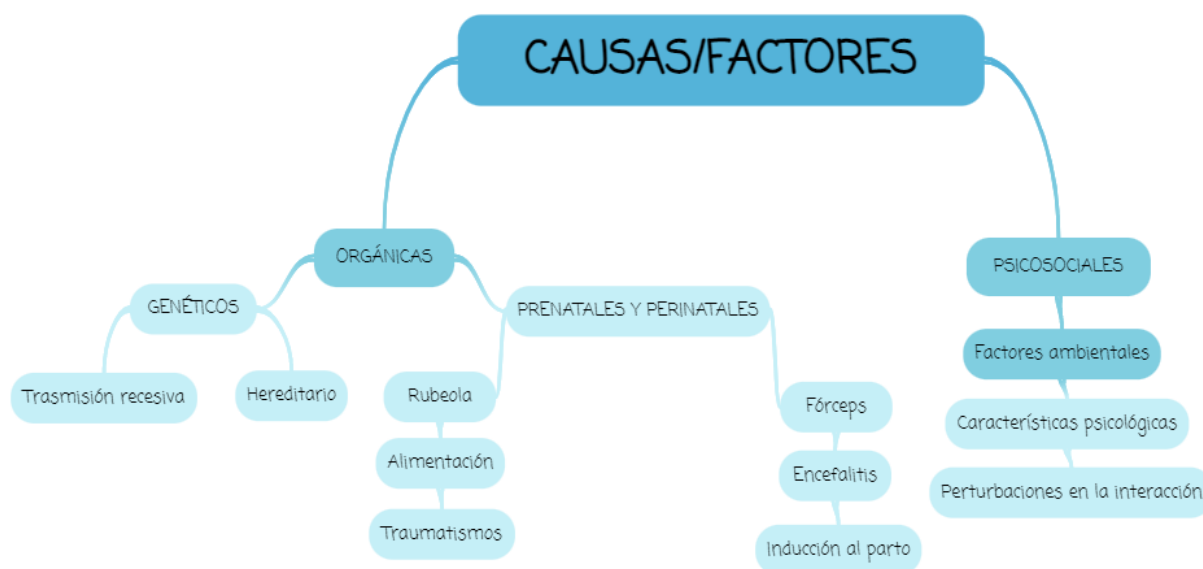 CAUSAS/FACTORES
ORGÁNICAS
PSICOSOCIALES
GENÉTICOS
PRENATALES Y PERINATALES
Factores ambientales
Trasmisión recesiva
Hereditario
Rubeola
Fórceps
Características psicológicas
Alimentación
Encefalitis
Perturbaciones en la interacción
Traumatismos
Inducción al parto